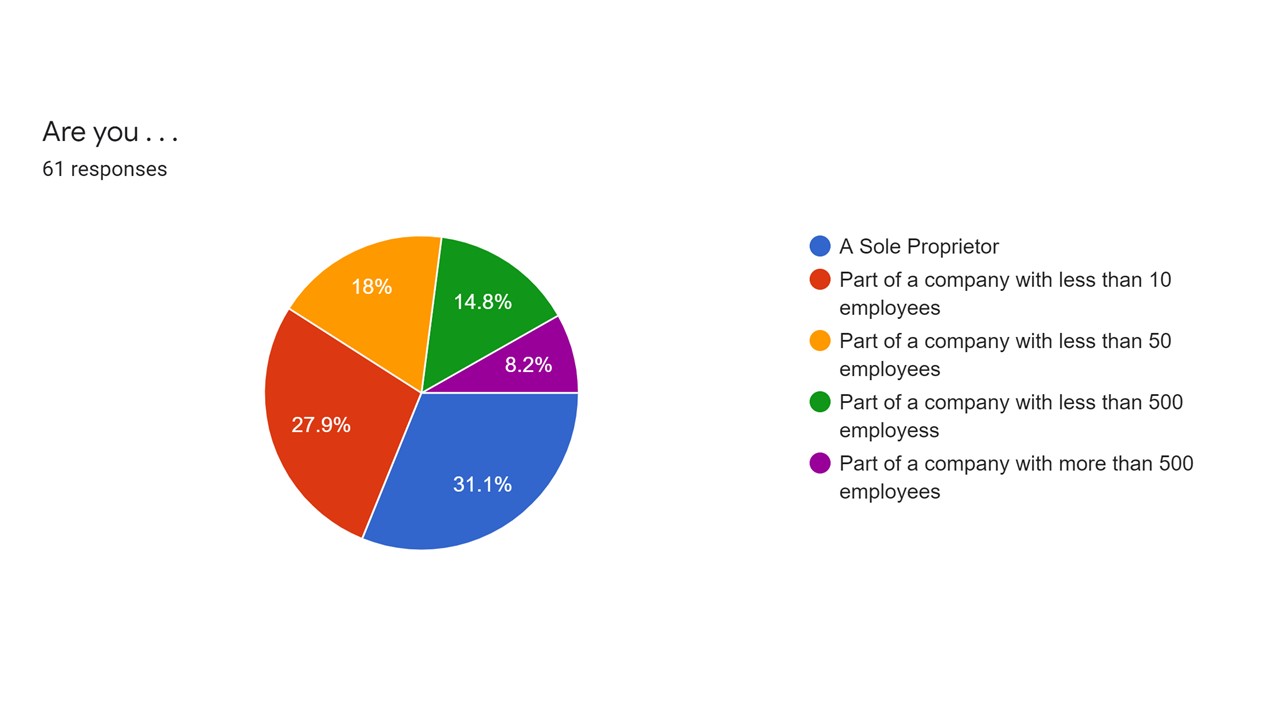 Are you . . .
61 responses
18%
14.8%
8.2%
27.9%
31.1%
A Sole Proprietor
Part of a company with less than 10
employees
Part of a company with less than 50
employees
Part of a company with less than 500
employess
Part of a company with more than 500
employees